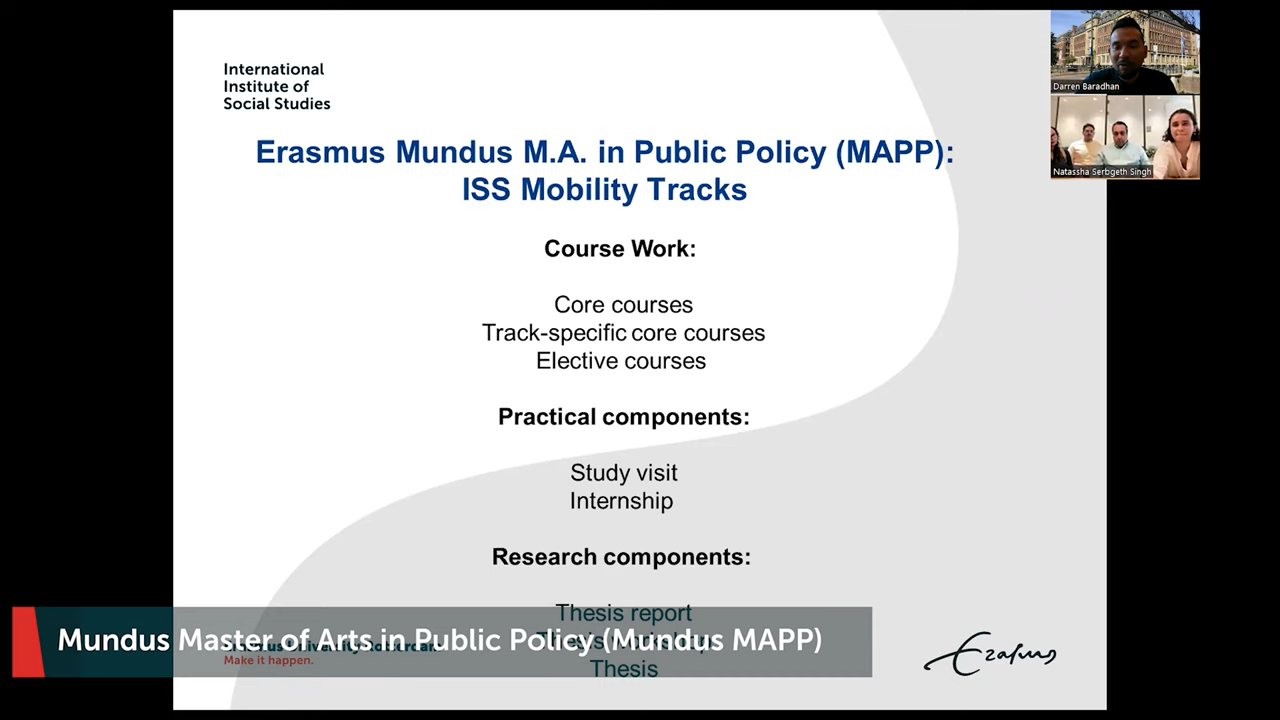 International
Institute of
Social Studies
Erasmus Mundus M.A. in Public Policy (MAPP):
ISS Mobility Tracks
Course Work:
Core courses
Track-specific core courses
Elective courses
Practical components:
Study visit
Internship
Research components:
Thesis report
Thesis
Mundus Master of Arts in Public Policy (Mundus MAPP)
Make it happen.
Erasmus
Darren Baradhan
Natassha Serbgeth Singh